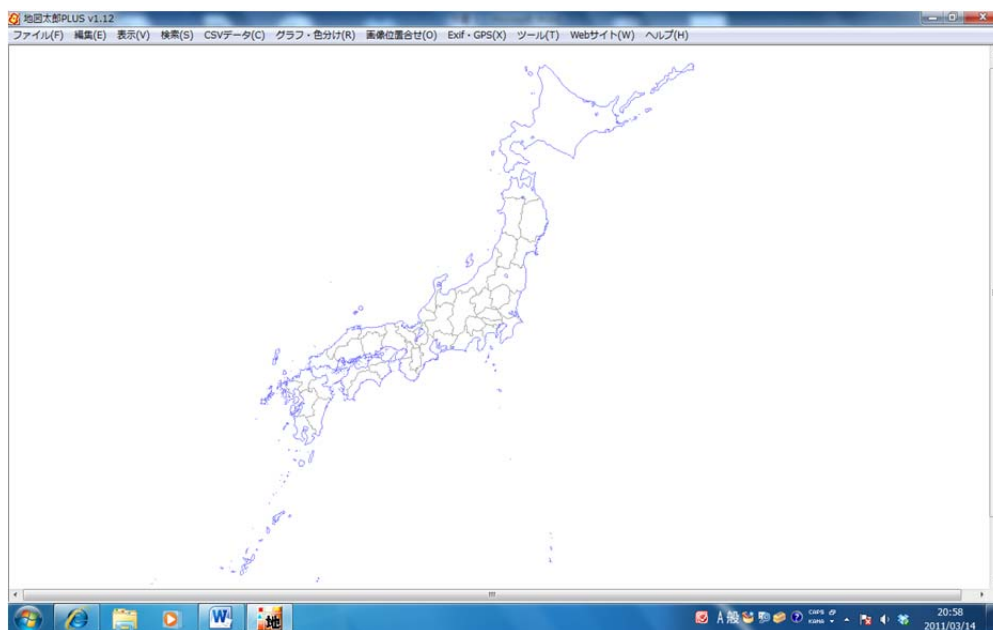 地図太郎PLUS v1.12
ファイル(F) 編集(E) 表示(V) 検索(S) CSVデータ(C) グラフ・色分け(R) 画像位置合せ(O) Exif・GPS(X) ツール(T) Webサイト(W) ヘルプ(H)
地
A 般 CAPS KANA 20:58
2011/03/14